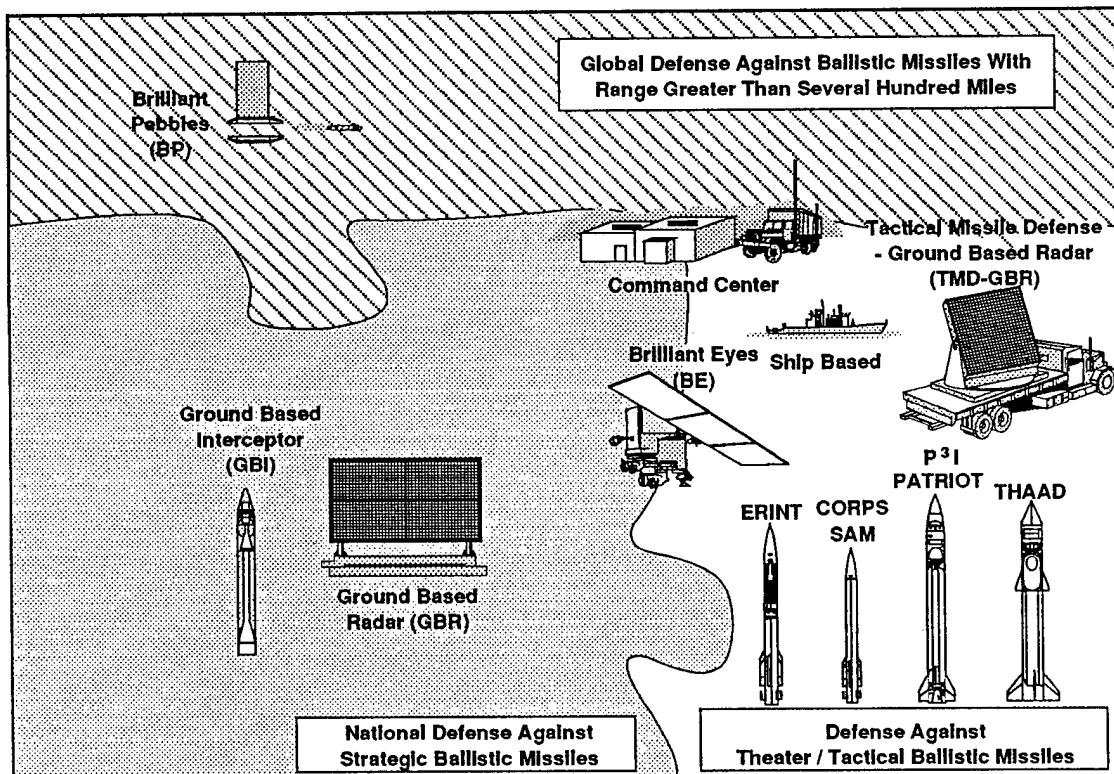 Global Defense Against Ballistic Missiles With
Range Greater Than Several Hundred Miles
Brilliant
Pebbles
(BP)
Tactical Missile Defense
- Ground Based Radar
(TMD-GBR)
Command Center
Ship Based
Brilliant Eyes
(BE)
Ground Based
Interceptor
(GBI)
Ground Based
Radar (GBR)
P³I
PATRIOT
THAAD
ERINT
CORPS
SAM
National Defense Against
Strategic Ballistic Missiles
Defense Against
Theater / Tactical Ballistic Missiles